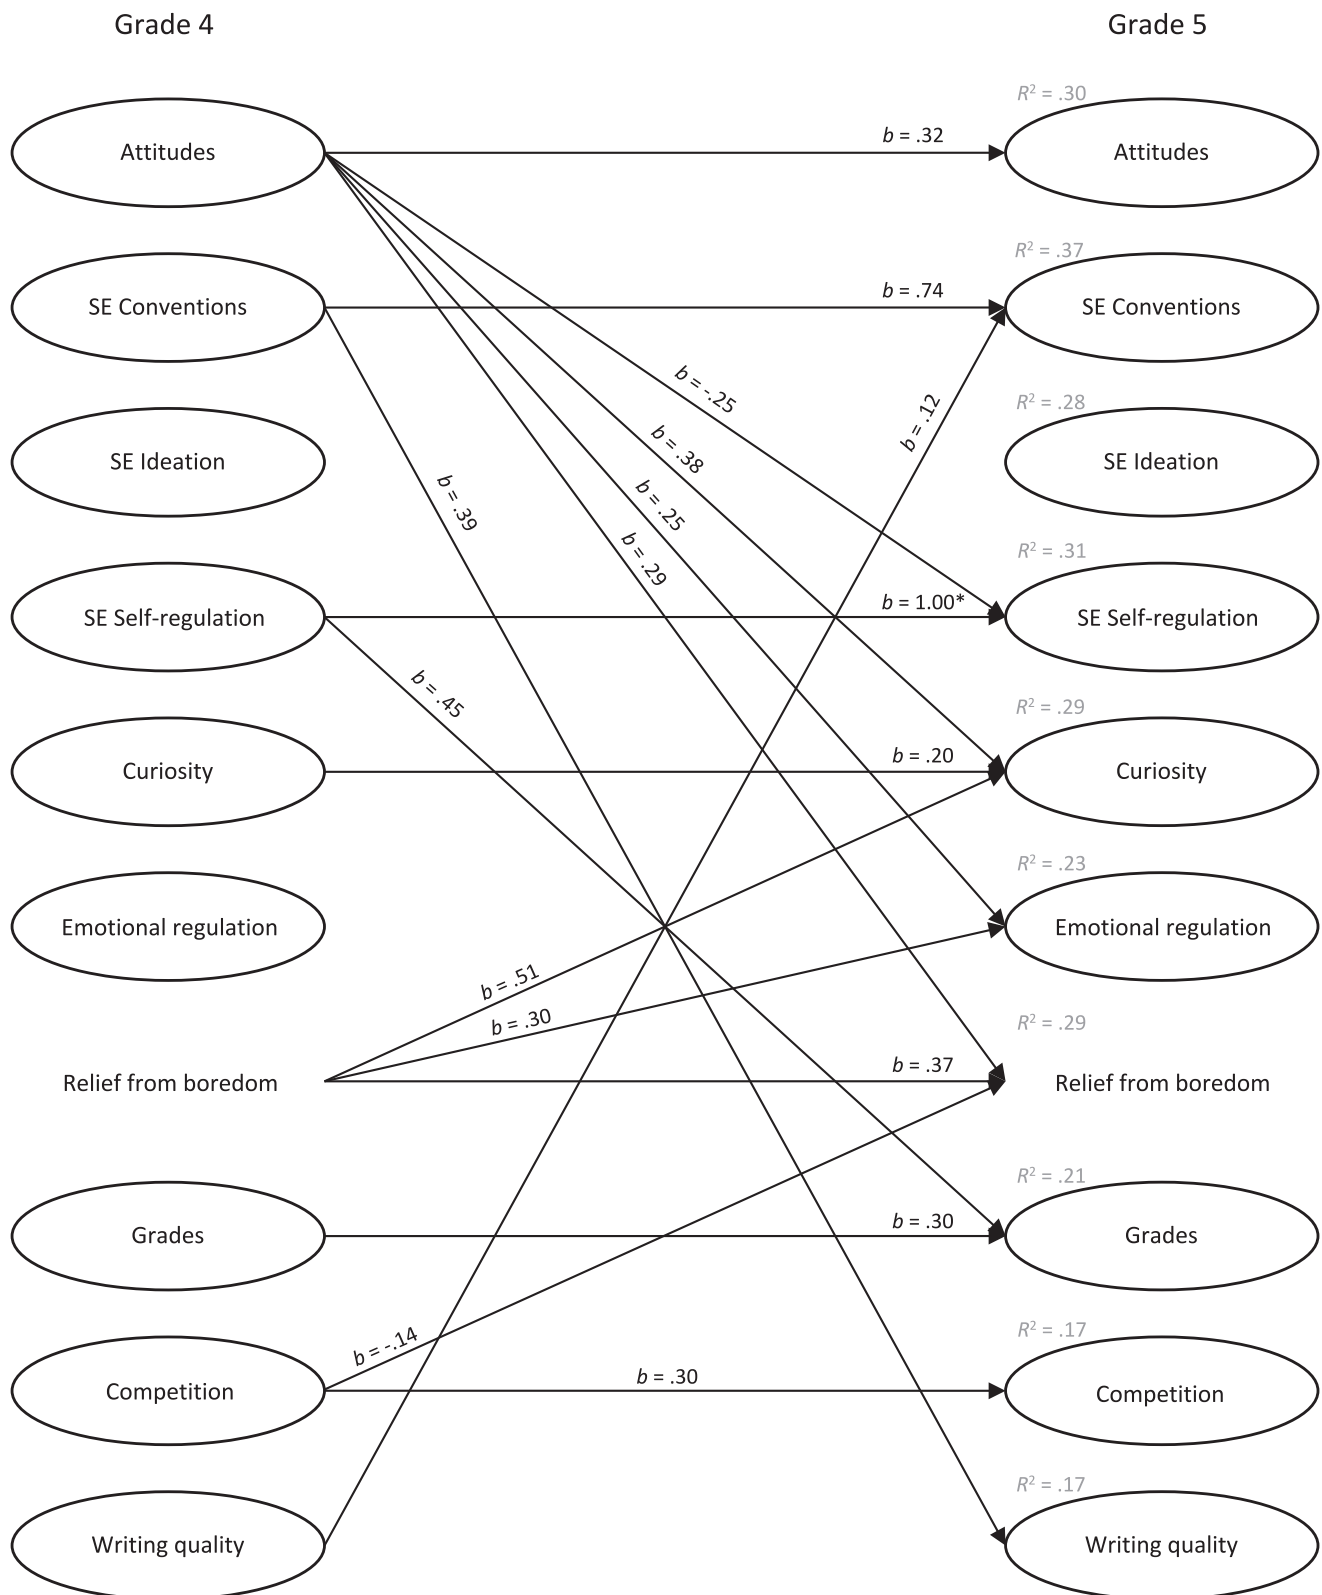 Grade 4
Grade 5
R² = .30
Attitudes
b = .32
Attitudes
R² = .37
SE Conventions
b = .74
SE Conventions
b = -.25
b = .12
R² = .28
SE Ideation
b = .38
SE Ideation
b = .39
b = .25
b = .29
R² = .31
SE Self-regulation
b = 1.00*
SE Self-regulation
b = .45
R² = .29
Curiosity
b = .20
Curiosity
R² = .23
Emotional regulation
Emotional regulation
b = .51
b = .30
R² = .29
Relief from boredom
b = .37
Relief from boredom
R² = .21
Grades
b = .30
Grades
R² = .17
b = -.14
Competition
b = .30
Competition
R² = .17
Writing quality
Writing quality